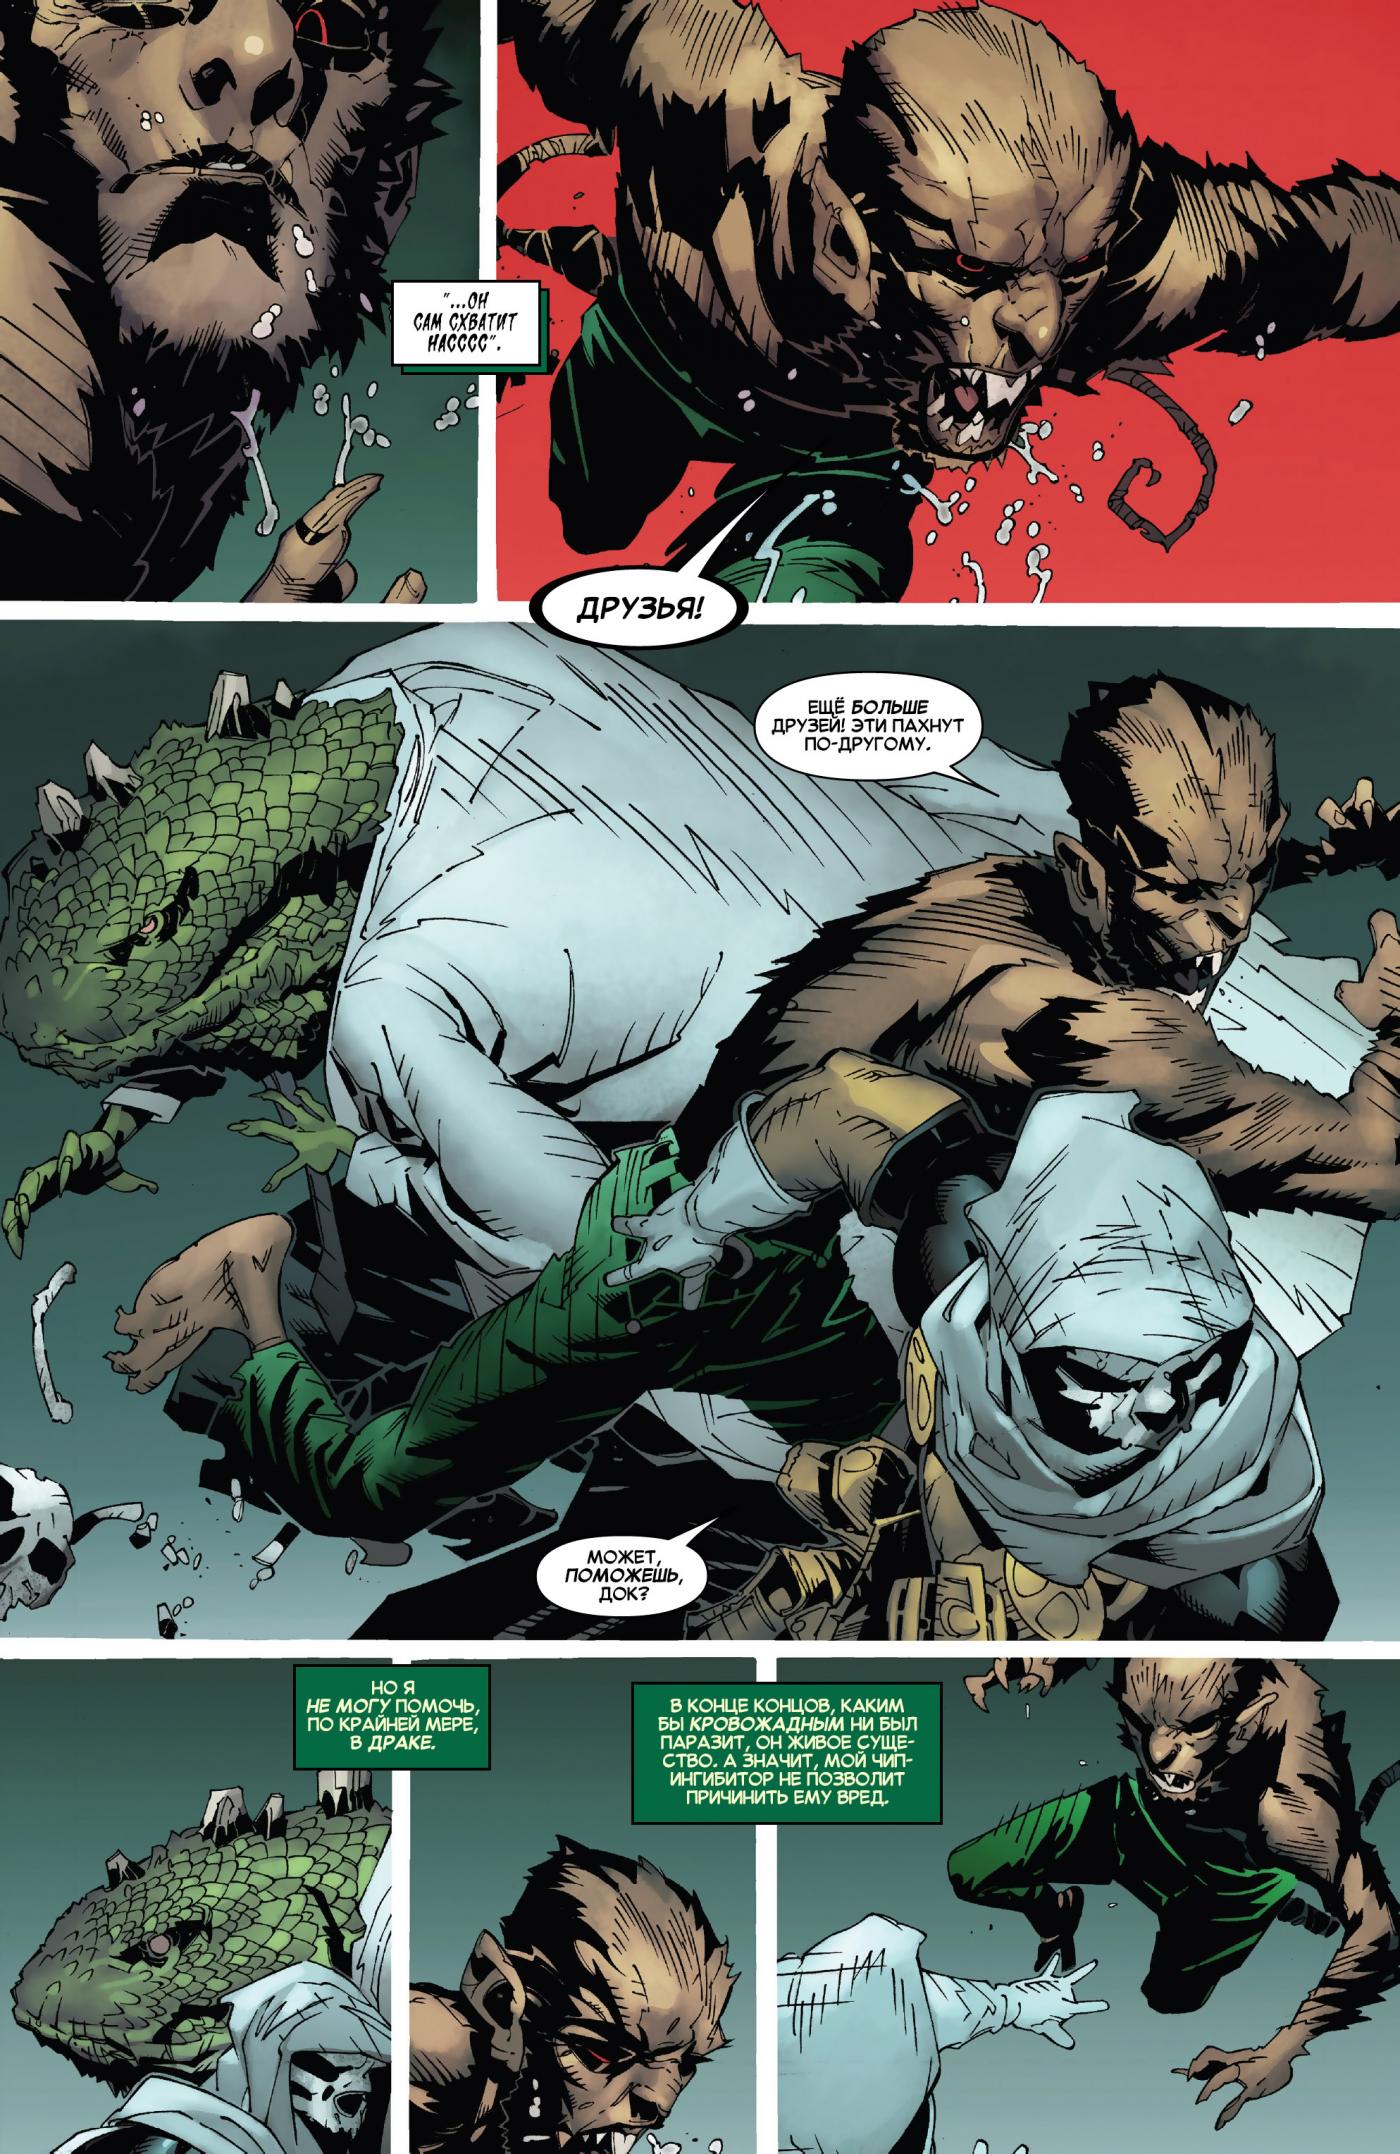 "...ОН
САМ СХВАТИТ
НАСССС".
ДРУЗЬЯ!
ЕЩЁ БОЛЬШЕ
ДРУЗЕЙ! ЭТИ ПАХНУТ
ПО-ДРУГОМУ.
МОЖЕТ,
ПОМОЖЕШЬ,
ДОК?
НО Я
НЕ МОГУ ПОМОЧЬ,
ПО КРАЙНЕЙ МЕРЕ,
В ДРАКЕ.
В КОНЦЕ КОНЦОВ, КАКИМ
БЫ КРОВОЖАДНЫМ НИ БЫЛ
ПАРАЗИТ, ОН ЖИВОЕ СУЩЕ-
СТВО. А ЗНАЧИТ, МОЙ ЧИП-
ИНГИБИТОР НЕ ПОЗВОЛИТ
ПРИЧИНИТЬ ЕМУ ВРЕД.